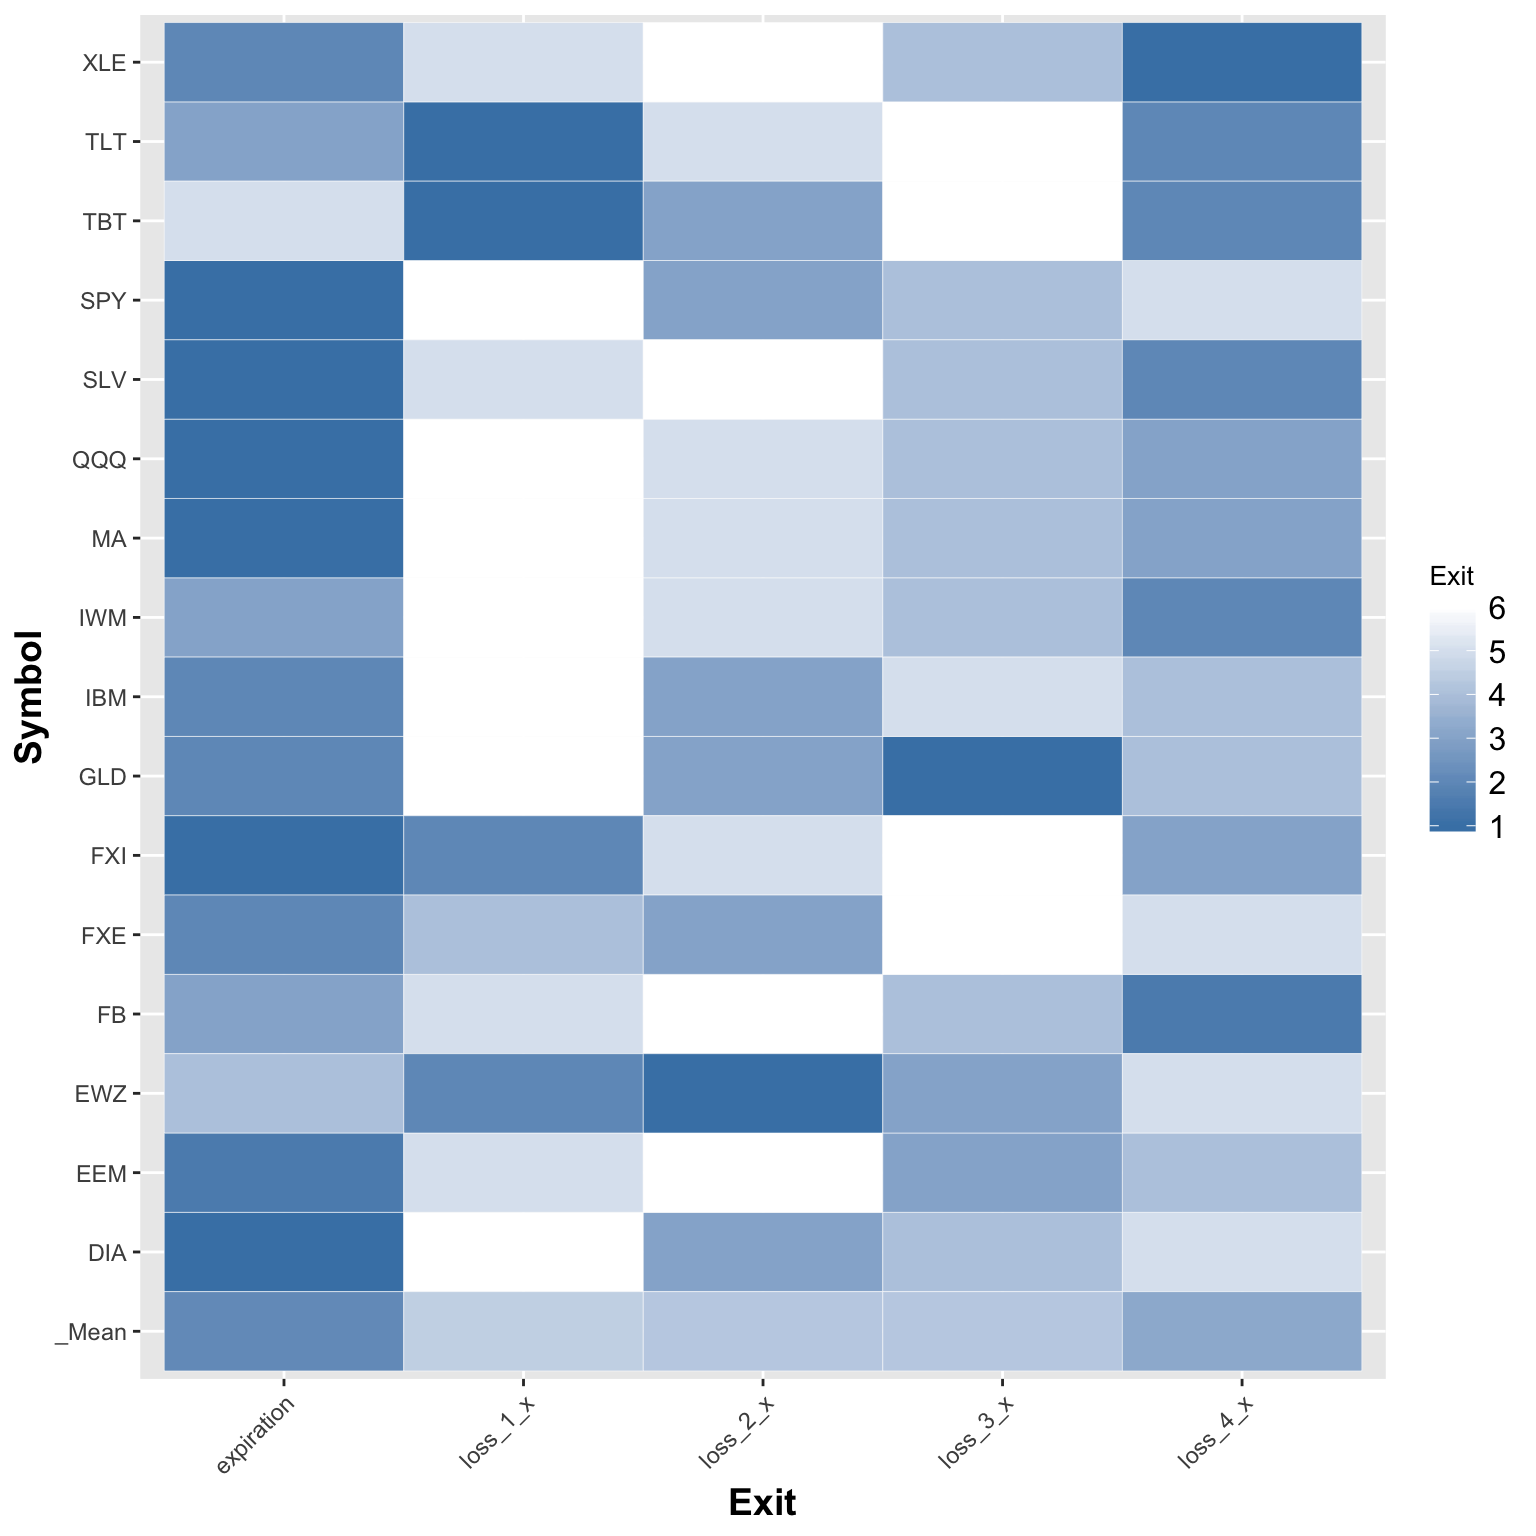 XLE
TLT
TBT
SPY
SLV
QQQ
MA
IWM
IBM
GLD
FXI
FXE
FB
EWZ
EEM
DIA
_Mean
Symbol
expiration
loss_1_x
loss_2_x
loss_3_x
loss_4_x
Exit
Exit
6
5
4
3
2
1